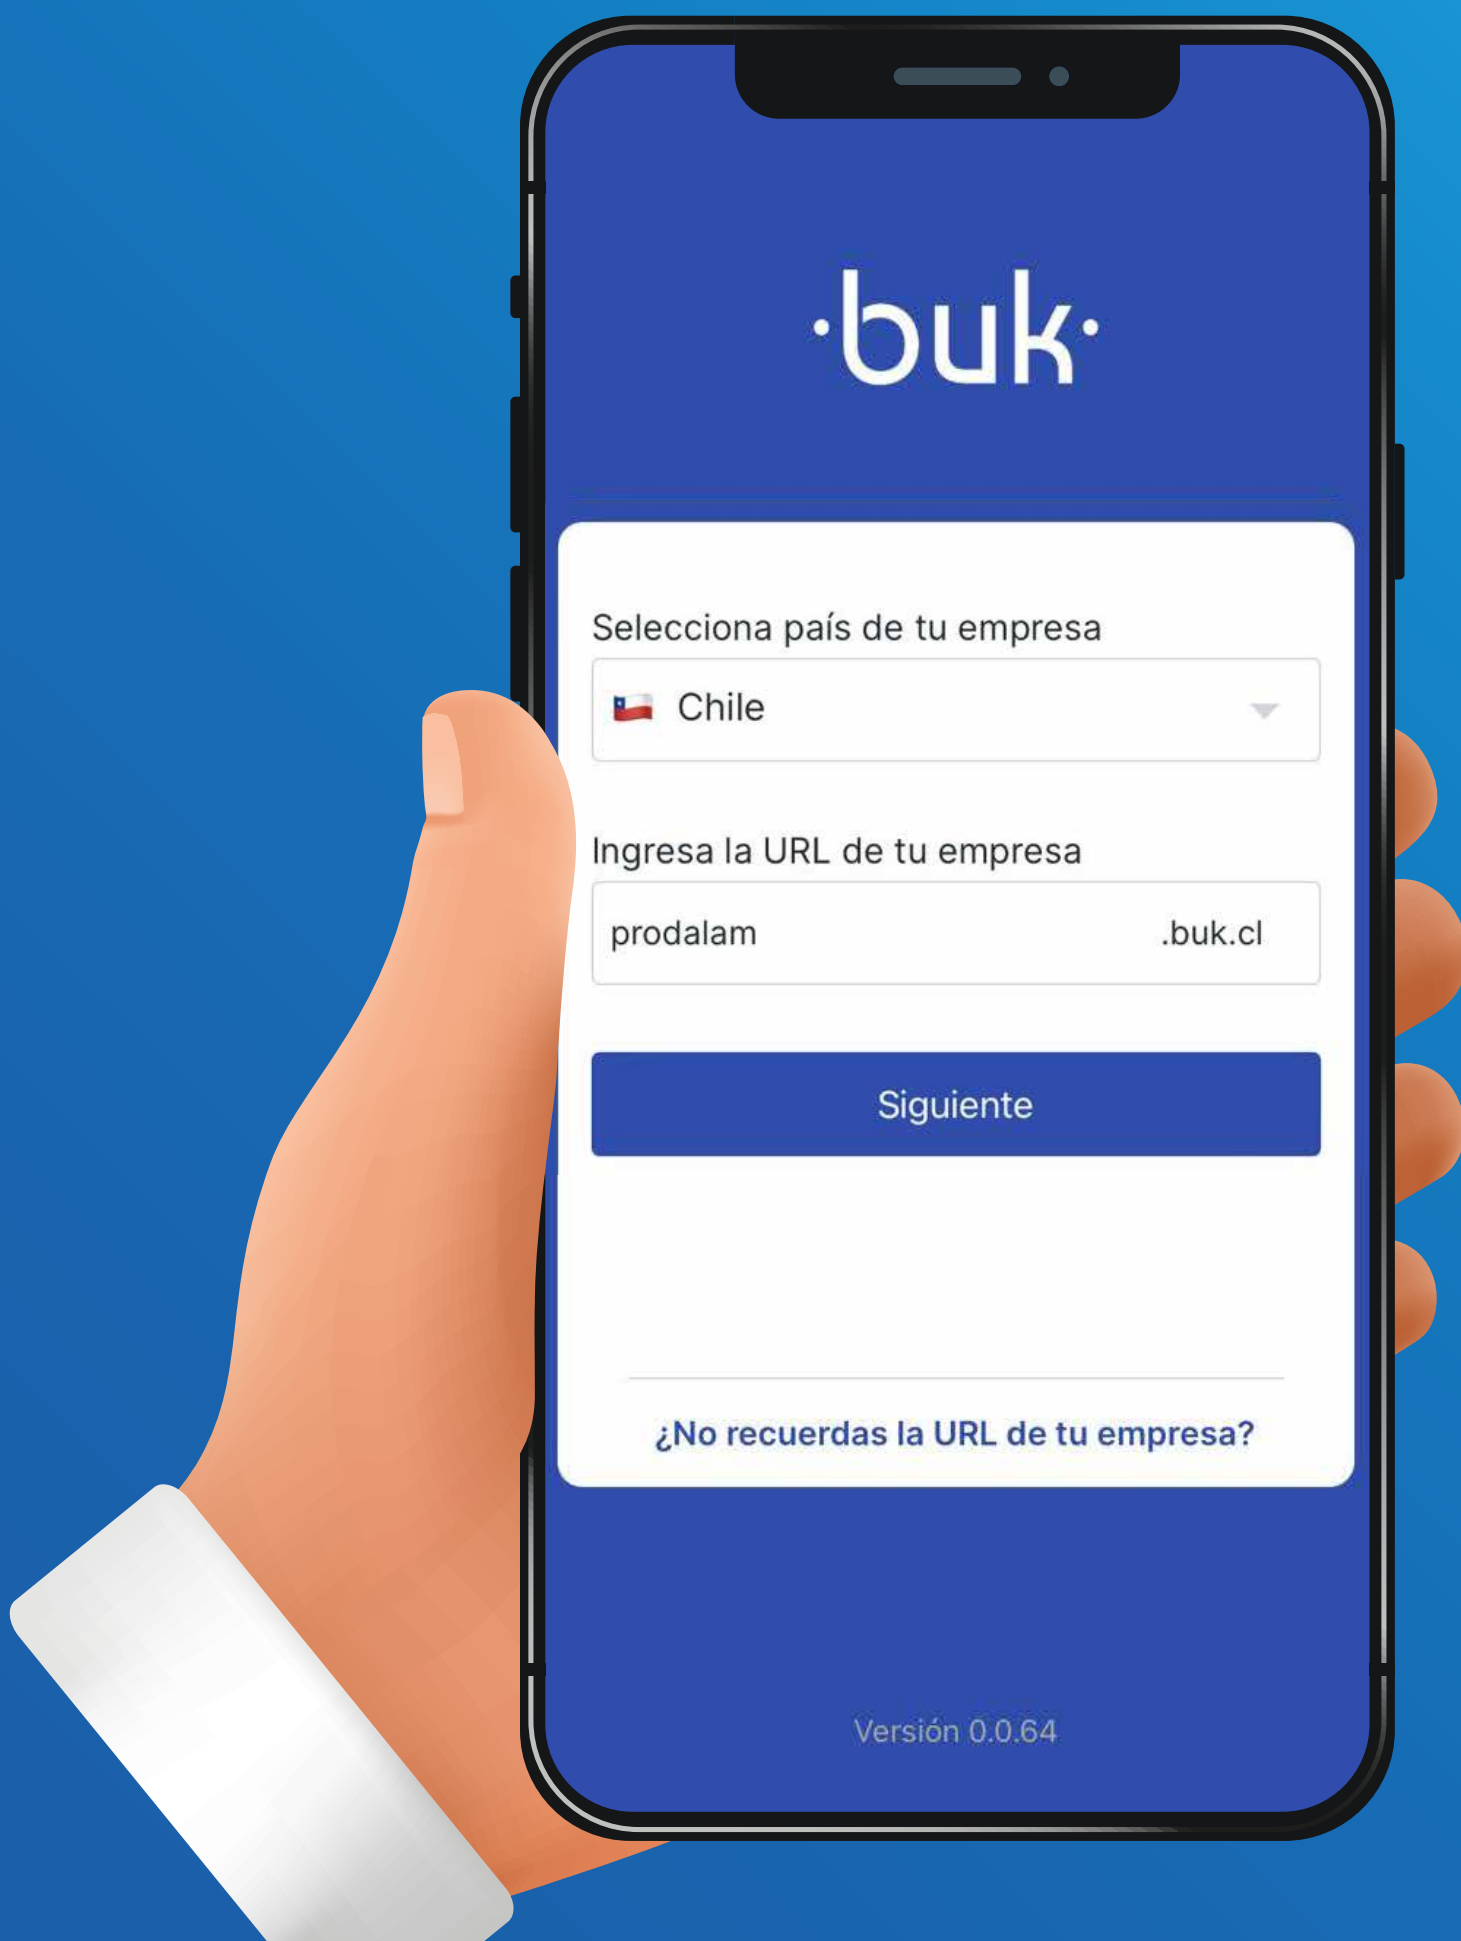 ·buk·
Selecciona país de tu empresa
Chile
Ingresa la URL de tu empresa
prodalam .buk.cl
Siguiente
¿No recuerdas la URL de tu empresa?
Versión 0.0.64